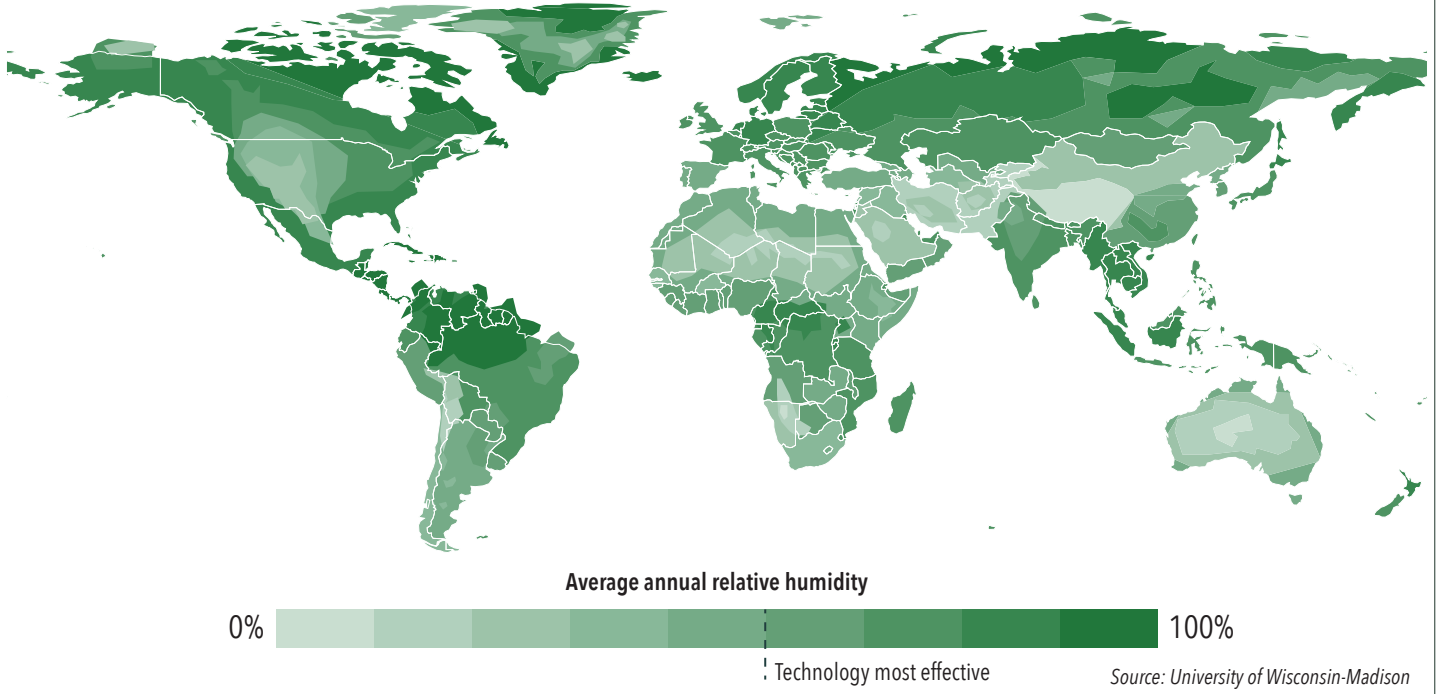 Average annual relative humidity
0%
100%
Technology most effective
Source: University of Wisconsin-Madison